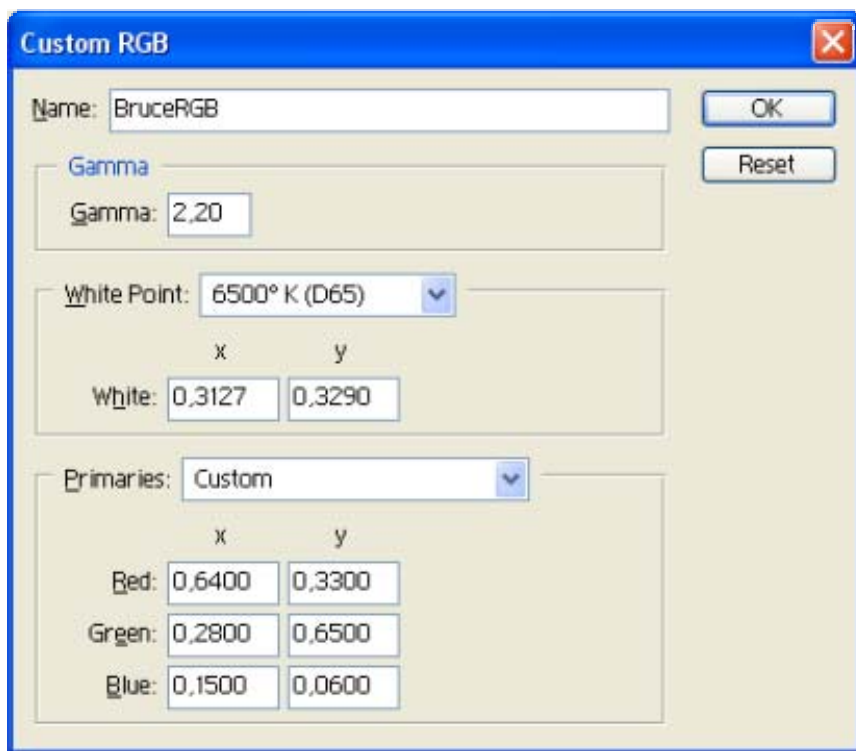 Custom RGB
Name: BruceRGB
OK
Reset
Gamma
Gamma: 2,20
White Point: 6500° K (D65)
x y
White: 0,3127 0,3290
Primaries: Custom
x y
Red: 0,6400 0,3300
Green: 0,2800 0,6500
Blue: 0,1500 0,0600